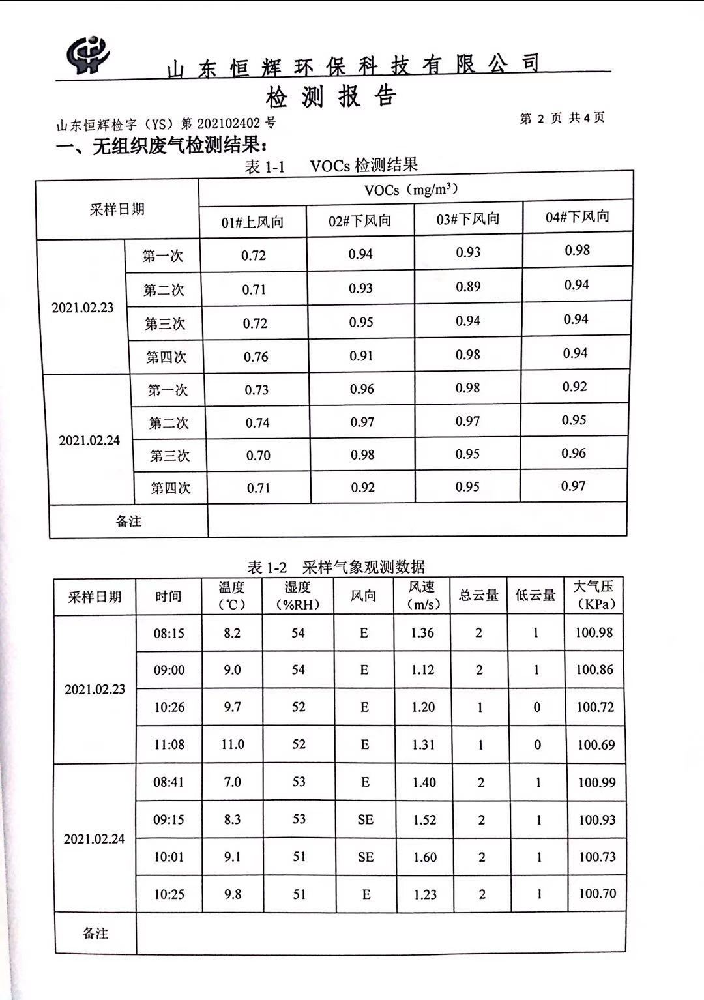 山东恒辉环保科技有限公司
检测报告
山东恒辉检字（YS）第 202102402 号
第 2 页 共4页
一、无组织废气检测结果：
表 1-1 VOCs 检测结果
采样日期 VOCs（mg/m³）
01#上风向 02#下风向 03#下风向 04#下风向
2021.02.23
第一次 0.72 0.94 0.93 0.98
第二次 0.71 0.93 0.89 0.94
第三次 0.72 0.95 0.94 0.94
第四次 0.76 0.91 0.98 0.94
2021.02.24
第一次 0.73 0.96 0.98 0.92
第二次 0.74 0.97 0.97 0.95
第三次 0.70 0.98 0.95 0.96
第四次 0.71 0.92 0.95 0.97
备注
表 1-2 采样气象观测数据
采样日期 时间 温度（℃） 湿度（%RH） 风向 风速（m/s） 总云量 低云量 大气压（KPa）
2021.02.23
08:15 8.2 54 E 1.36 2 1 100.98
09:00 9.0 54 E 1.12 2 1 100.86
10:26 9.7 52 E 1.20 1 0 100.72
11:08 11.0 52 E 1.31 1 0 100.69
2021.02.24
08:41 7.0 53 E 1.40 2 1 100.99
09:15 8.3 53 SE 1.52 2 1 100.93
10:01 9.1 51 SE 1.60 2 1 100.73
10:25 9.8 51 E 1.23 2 1 100.70
备注